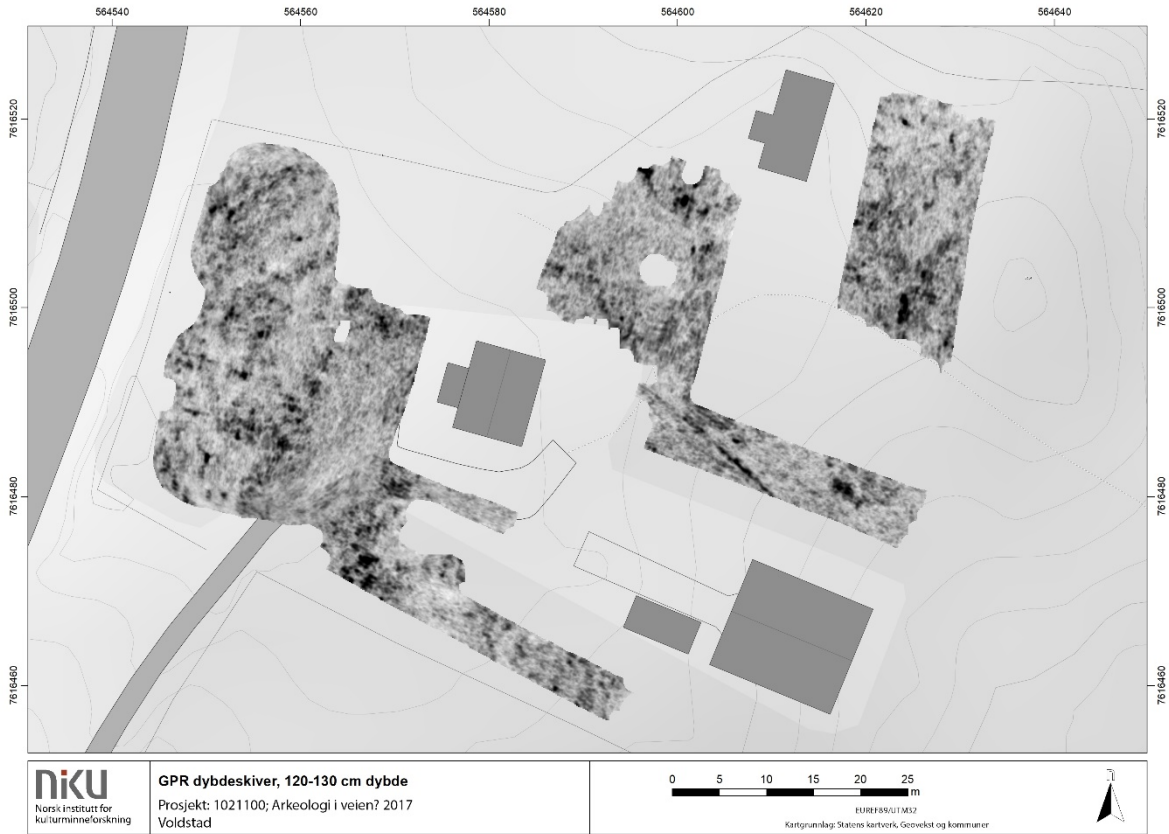 564540 564560 564580 564600 564620 564640
7616520 7616520
7616500 7616500
7616480 7616480
7616460 7616460
niku
Norsk institutt for
kulturminneforskning
GPR dybdeskiver, 120-130 cm dybde
Prosjekt: 1021100; Arkeologi i veien? 2017
Voldstad
0 5 10 15 20 25
m
EUREF89/UTM32
Kartgrunnlag: Statens kartverk, Geovekst og kommuner